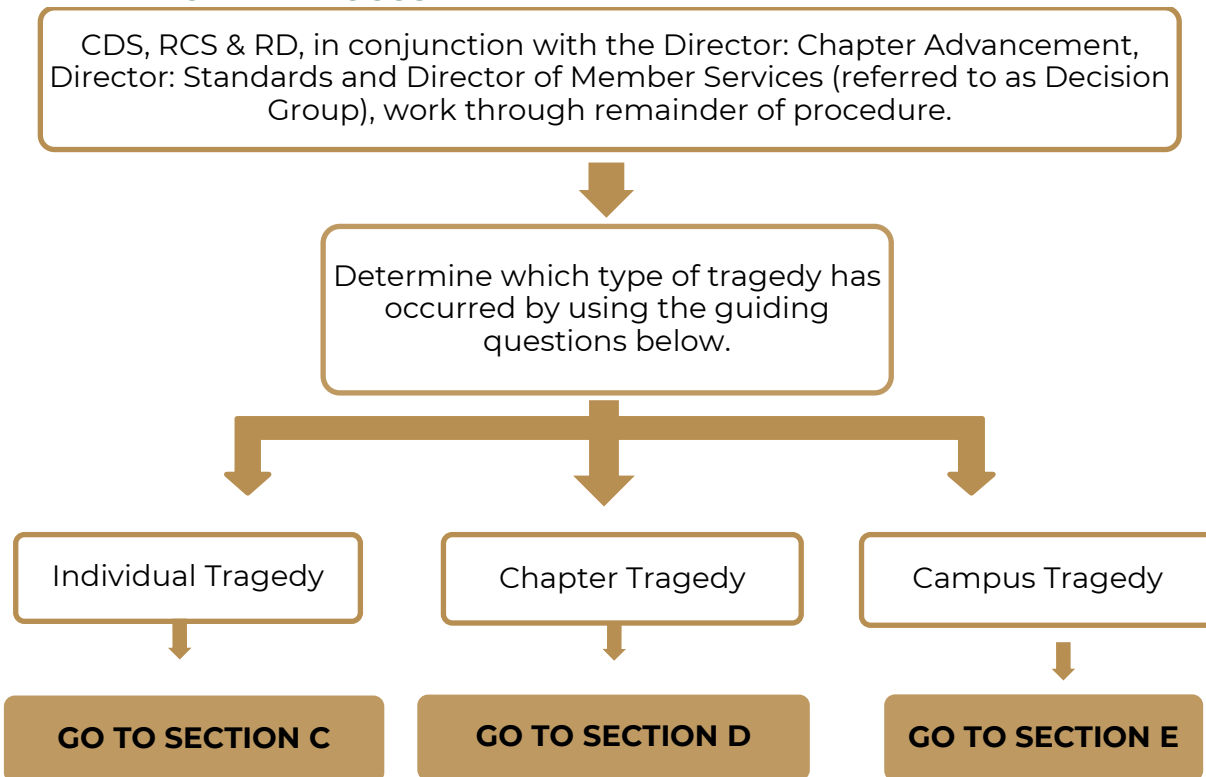 CDS, RCS & RD, in conjunction with the Director: Chapter Advancement,
Director: Standards and Director of Member Services (referred to as Decision
Group), work through remainder of procedure.
Determine which type of tragedy has
occurred by using the guiding
questions below.
Individual Tragedy
Chapter Tragedy
Campus Tragedy
GO TO SECTION C
GO TO SECTION D
GO TO SECTION E